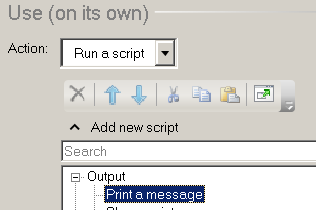 Use (on its own)
Action: Run a script
Add new script
Search
Output
Print a message